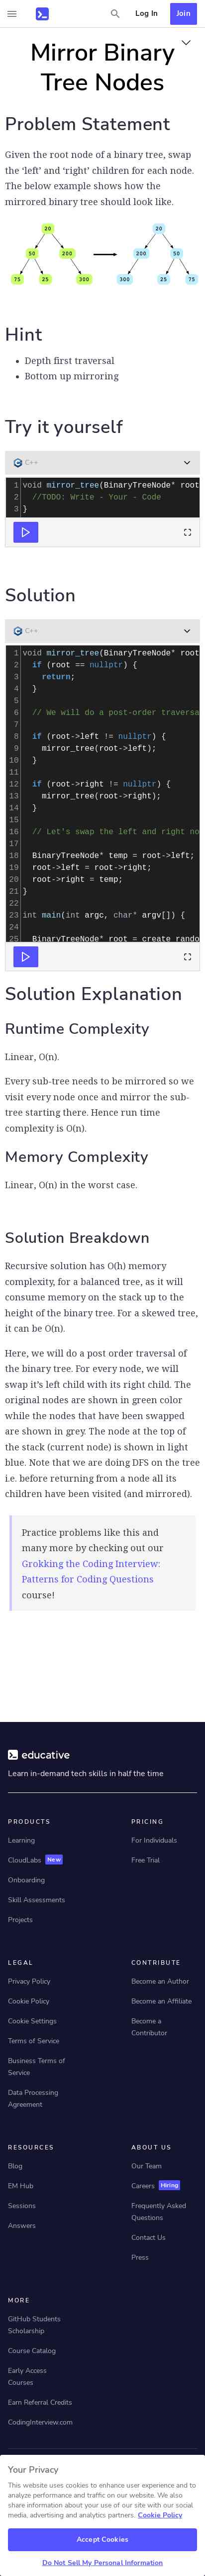 Log In
Join
Mirror Binary
Tree Nodes
Problem Statement
Given the root node of a binary tree, swap
the ‘left’ and ‘right’ children for each node.
The below example shows how the
mirrored binary tree should look like.
20
50
200
75
25
300
20
200
50
300
25
75
Hint
• Depth first traversal
• Bottom up mirroring
Try it yourself
C++
1 void mirror_tree(BinaryTreeNode* root
2 //TODO: Write - Your - Code
3 }
Solution
C++
1 void mirror_tree(BinaryTreeNode* root
2 if (root == nullptr) {
3 return;
4 }
5
6 // We will do a post-order traversa
7
8 if (root->left != nullptr) {
9 mirror_tree(root->left);
10 }
11
12 if (root->right != nullptr) {
13 mirror_tree(root->right);
14 }
15
16 // Let's swap the left and right no
17
18 BinaryTreeNode* temp = root->left;
19 root->left = root->right;
20 root->right = temp;
21 }
22
23 int main(int argc, char* argv[]) {
24
25 BinaryTreeNode* root = create_rando
Solution Explanation
Runtime Complexity
Linear, O(n).
Every sub-tree needs to be mirrored so we
visit every node once and mirror the sub-
tree starting there. Hence run time
complexity is O(n).
Memory Complexity
Linear, O(n) in the worst case.
Solution Breakdown
Recursive solution has O(h) memory
complexity, for a balanced tree, as it will
consume memory on the stack up to the
height of the binary tree. For a skewed tree,
it can be O(n).
Here, we will do a post order traversal of
the binary tree. For every node, we will
swap it’s left child with its right child. The
original nodes are shown in green color
while the ones that have been swapped
are shown in grey. The node at the top of
the stack (current node) is shown in light
blue. Note that we are doing DFS on the tree
i.e. before returning from a node all its
children have been visited (and mirrored).
Practice problems like this and
many more by checking out our
Grokking the Coding Interview:
Patterns for Coding Questions
course!
educative
Learn in-demand tech skills in half the time
PRODUCTS
Learning
CloudLabs New
Onboarding
Skill Assessments
Projects
PRICING
For Individuals
Free Trial
LEGAL
Privacy Policy
Cookie Policy
Cookie Settings
Terms of Service
Business Terms of
Service
Data Processing
Agreement
CONTRIBUTE
Become an Author
Become an Affiliate
Become a
Contributor
RESOURCES
Blog
EM Hub
Sessions
Answers
ABOUT US
Our Team
Careers Hiring
Frequently Asked
Questions
Contact Us
Press
MORE
GitHub Students
Scholarship
Course Catalog
Early Access
Courses
Earn Referral Credits
CodingInterview.com
Your Privacy
This website uses cookies to enhance user experience and to
analyze performance and traffic on our website. We also share
information about your use of our site with our social
media, advertising and analytics partners. Cookie Policy
Accept Cookies
Do Not Sell My Personal Information